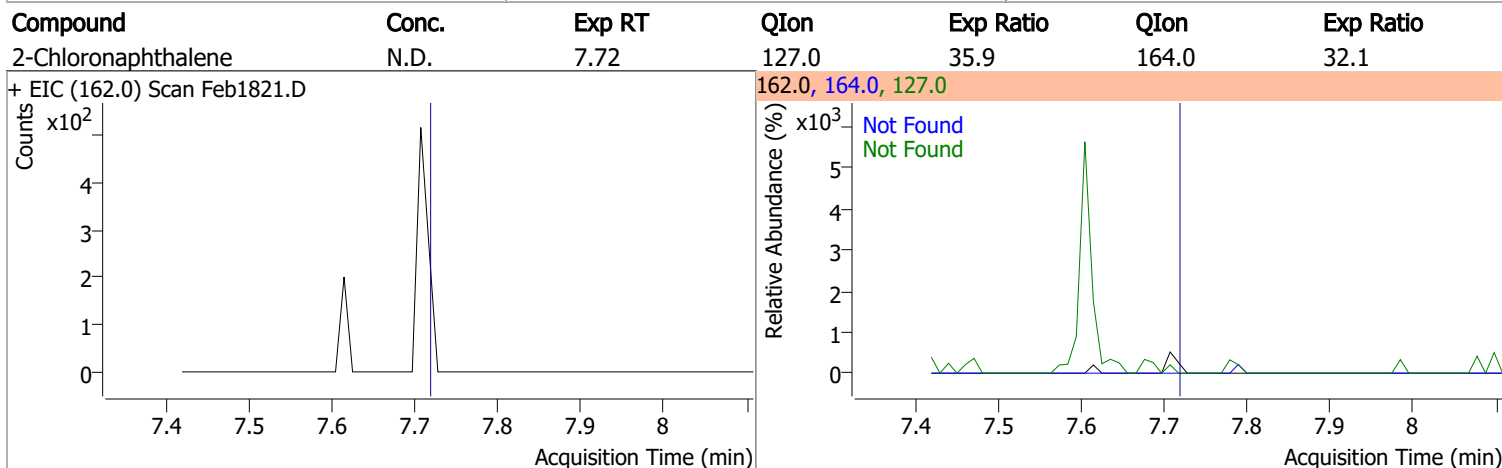 Compound Conc. Exp RT QIon Exp Ratio QIon Exp Ratio
2-Chloronaphthalene N.D. 7.72 127.0 35.9 164.0 32.1
+ EIC (162.0) Scan Feb1821.D
Counts
x10²
4
3
2
1
0
7.4 7.5 7.6 7.7 7.8 7.9 8
Acquisition Time (min)
162.0, 164.0, 127.0
Relative Abundance (%)
x10³
Not Found
Not Found
5
4
3
2
1
0
7.4 7.5 7.6 7.7 7.8 7.9 8
Acquisition Time (min)